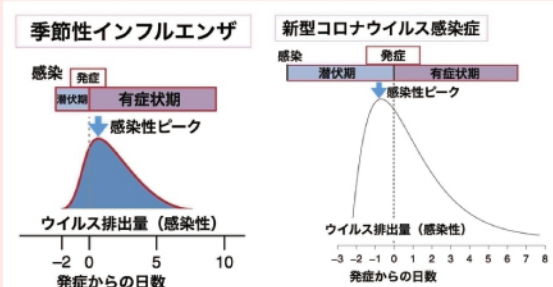 季節性インフルエンザ
感染
発症
潜伏期
有症状期
感染性ピーク
ウイルス排出量（感染性）
−2 0 5 10
発症からの日数
新型コロナウイルス感染症
感染
発症
潜伏期
有症状期
感染性ピーク
ウイルス排出量（感染性）
−3 −2 −1 0 1 2 3 4 5 6 7 8
発症からの日数